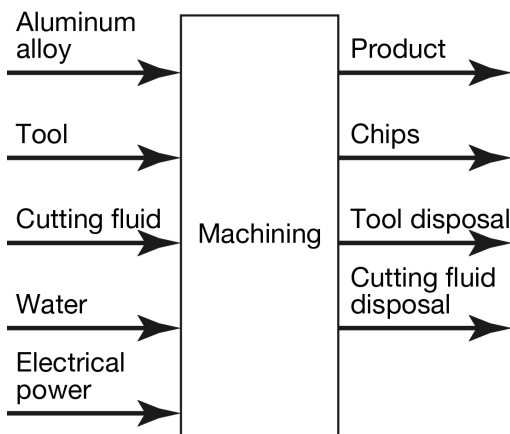 Aluminum
alloy
Product
Tool
Chips
Cutting fluid
Machining
Tool disposal
Water
Cutting fluid
disposal
Electrical
power